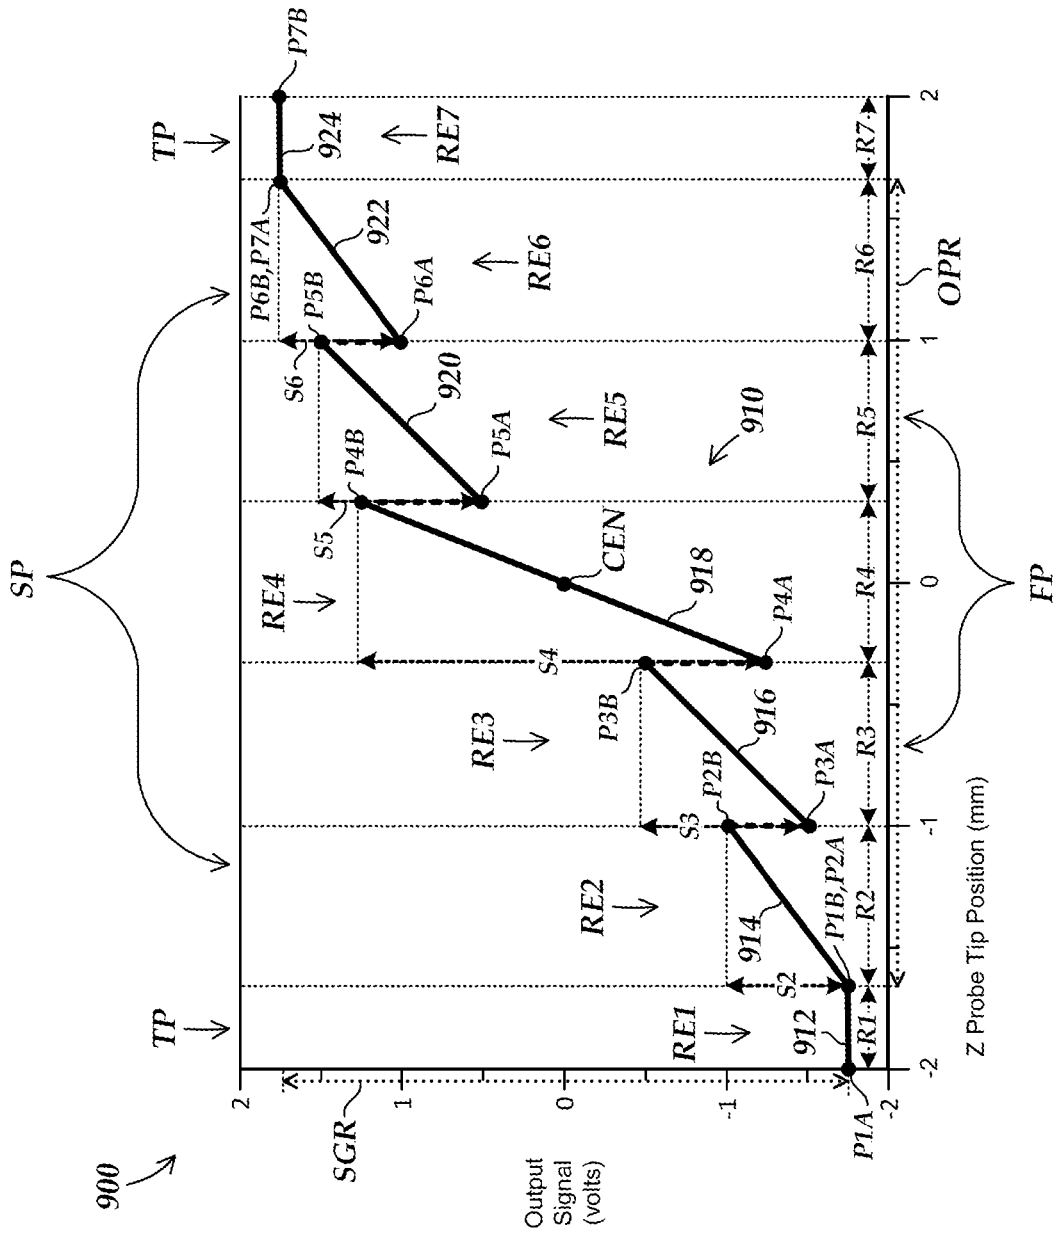 900
SP
TP
TP
RE4
RE3
RE2
RE1
RE5
RE6
RE7
SGR
2
1
0
-1
-2
Output
Signal
(volts)
P1A
912
P1B,P2A
914
S2
P2B
S3
P3A
916
P3B
S4
P4A
918
CEN
P4B
S5
P5A
920
P5B
S6
P6A
922
P6B,P7A
924
P7B
910
R1
R2
R3
R4
R5
R6
R7
-2
-1
0
1
2
OPR
Z Probe Tip Position (mm)
FP